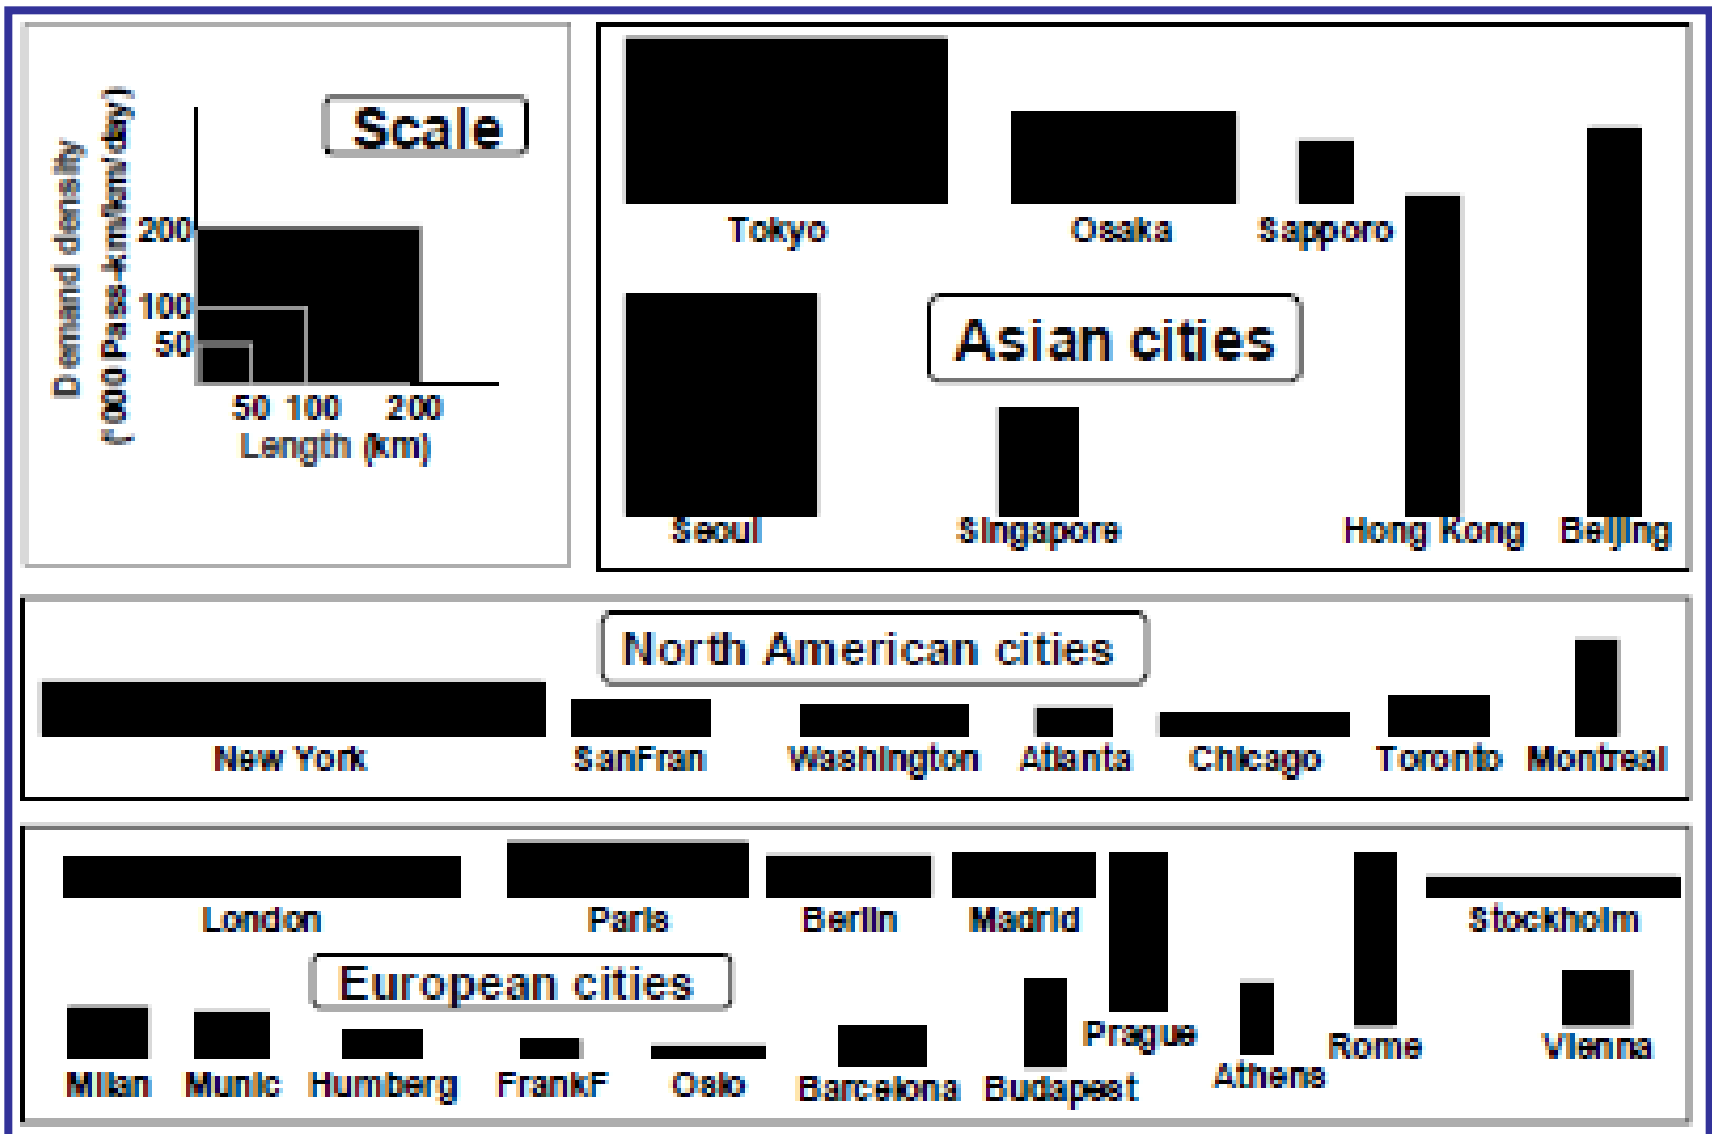 Scale
Demand density
('000 Pass-km/km/day)
200
100
50
50 100 200
Length (km)
Tokyo Osaka Sapporo
Asian cities
Seoul Singapore Hong Kong Beijing
North American cities
New York SanFran Washington Atlanta Chicago Toronto Montreal
London Paris Berlin Madrid Stockholm
European cities
Prague Rome Vienna
Milan Munic Humberg FrankF Oslo Barcelona Budapest Athens